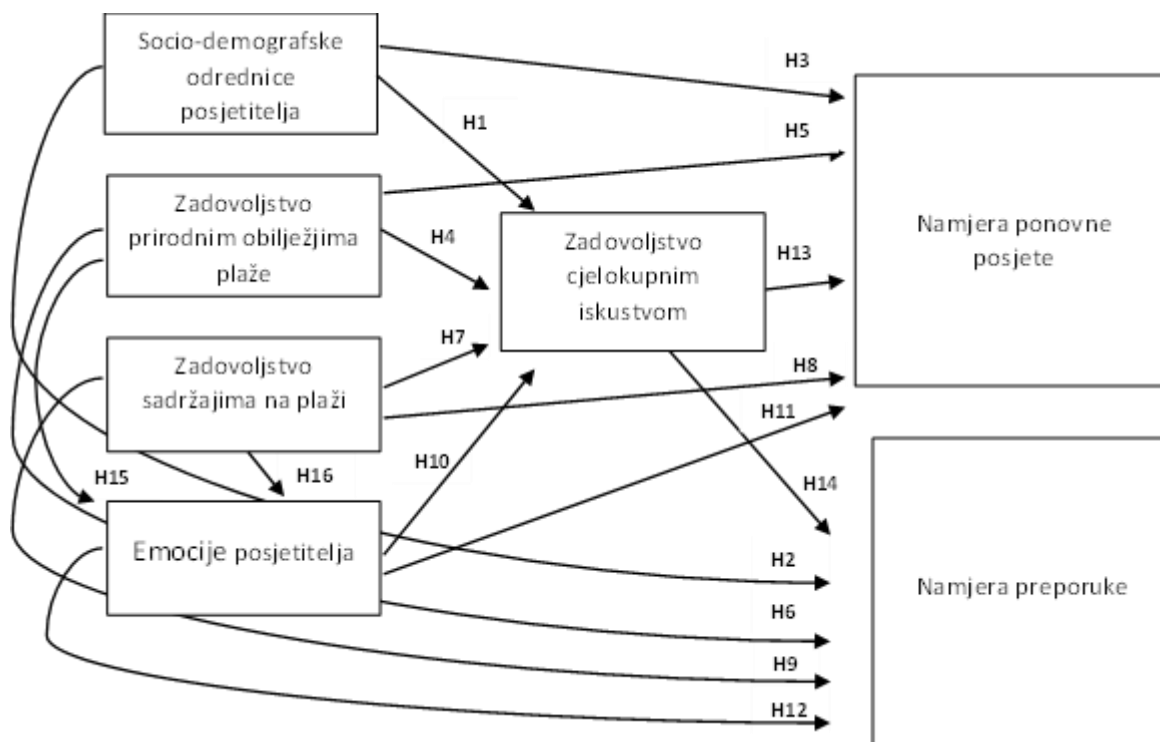 Socio-demografske
odrednice
posjetitelja
H3
H1
H5
Zadovoljstvo
prirodnim obilježjima
plaže
H4
Zadovoljstvo
cjelokupnim
iskustvom
H13
Namjera ponovne
posjete
Zadovoljstvo
sadržajima na plaži
H7
H8
H11
H15
H16
H10
H14
Emocije posjetitelja
H2
H6
H9
H12
Namjera preporuke